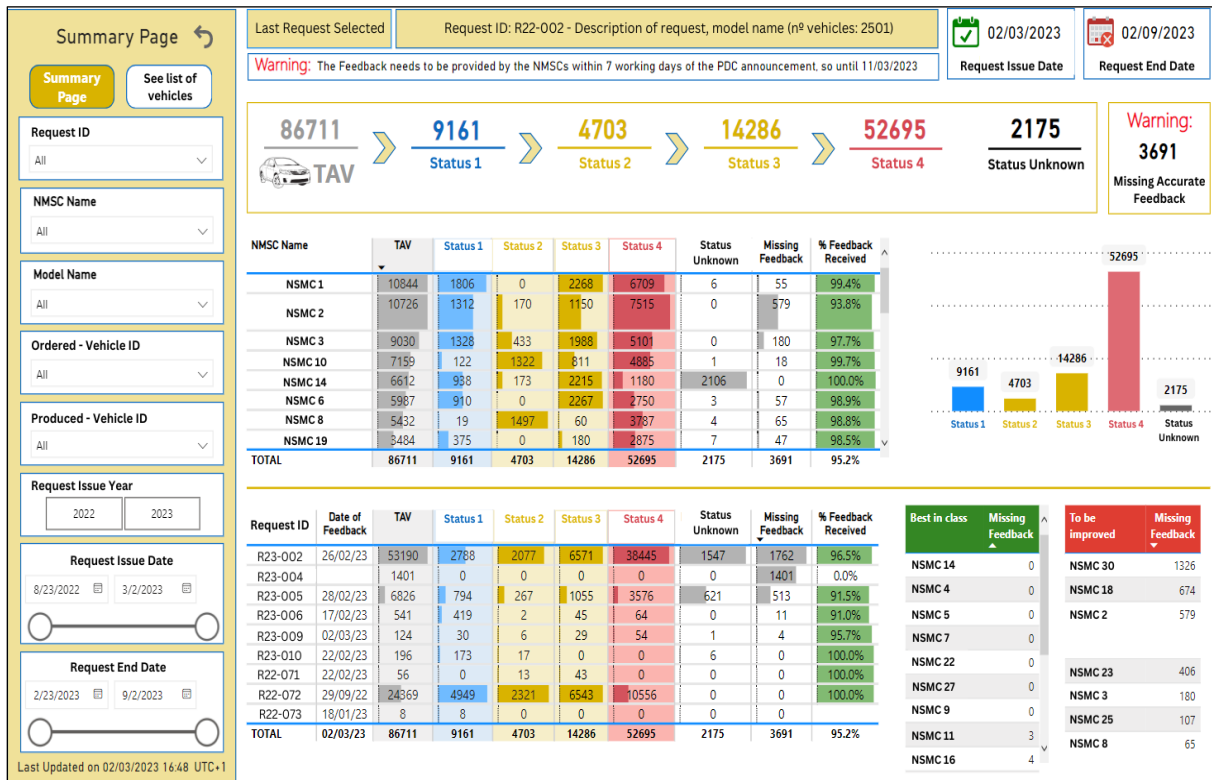 Summary Page
Summary Page
See list of vehicles
Request ID
All
NMSC Name
All
Model Name
All
Ordered - Vehicle ID
All
Produced - Vehicle ID
All
Request Issue Year
2022 2023
Request Issue Date
8/23/2022 3/2/2023
Request End Date
2/23/2023 9/2/2023
Last Updated on 02/03/2023 16:48 UTC+1
Last Request Selected
Request ID: R22-002 - Description of request, model name (nº vehicles: 2501)
Warning: The Feedback needs to be provided by the NMSCs within 7 working days of the PDC announcement, so until 11/03/2023
02/03/2023
Request Issue Date
02/09/2023
Request End Date
86711
TAV
9161
Status 1
4703
Status 2
14286
Status 3
52695
Status 4
2175
Status Unknown
Warning:
3691
Missing Accurate
Feedback
NMSC Name TAV Status 1 Status 2 Status 3 Status 4 Status Unknown Missing Feedback % Feedback Received
NSMC 1 10844 1806 0 2268 6709 6 55 99.4%
NSMC 2 10726 1312 170 1150 7515 0 579 93.8%
NSMC 3 9030 1328 433 1988 5101 0 180 97.7%
NSMC 10 7159 122 1322 811 4885 1 18 99.7%
NSMC 14 6612 938 173 2215 1180 2106 0 100.0%
NSMC 6 5987 910 0 2267 2750 3 57 98.9%
NSMC 8 5432 19 1497 60 3787 4 65 98.8%
NSMC 19 3484 375 0 180 2875 7 47 98.5%
TOTAL 86711 9161 4703 14286 52695 2175 3691 95.2%
9161
4703
14286
52695
2175
Status 1 Status 2 Status 3 Status 4 Status Unknown
Request ID Date of Feedback TAV Status 1 Status 2 Status 3 Status 4 Status Unknown Missing Feedback % Feedback Received
R23-002 26/02/23 53190 2788 2077 6571 38445 1547 1762 96.5%
R23-004 1401 0 0 0 0 0 1401 0.0%
R23-005 28/02/23 6826 794 267 1055 3576 621 513 91.5%
R23-006 17/02/23 541 419 2 45 64 0 11 91.0%
R23-009 02/03/23 124 30 6 29 54 1 4 95.7%
R23-010 22/02/23 196 173 17 0 0 6 0 100.0%
R22-071 22/02/23 56 0 13 43 0 0 0 100.0%
R22-072 29/09/22 24369 4949 2321 6543 10556 0 0 100.0%
R22-073 18/01/23 8 8 0 0 0 0 0
TOTAL 02/03/23 86711 9161 4703 14286 52695 2175 3691 95.2%
Best in class Missing Feedback
NSMC 14 0
NSMC 4 0
NSMC 5 0
NSMC 7 0
NSMC 22 0
NSMC 27 0
NSMC 9 0
NSMC 11 3
NSMC 16 4
To be improved Missing Feedback
NSMC 30 1326
NSMC 18 674
NSMC 2 579
NSMC 23 406
NSMC 3 180
NSMC 25 107
NSMC 8 65